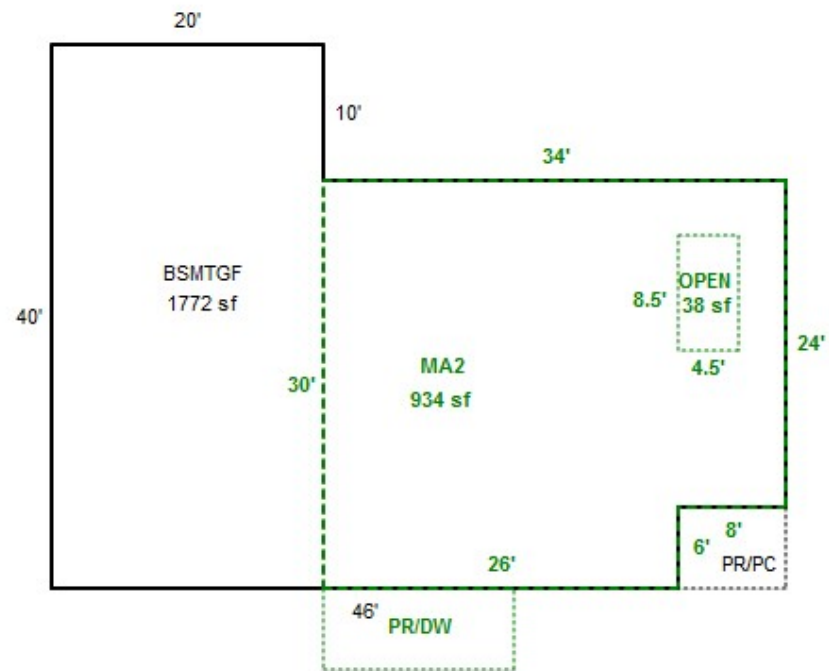 20'
10'
34'
BSMTGF
1772 sf
OPEN
8.5'
38 sf
40'
24'
MA2
4.5'
30'
934 sf
8'
6'
26'
PR/PC
46'
PR/DW